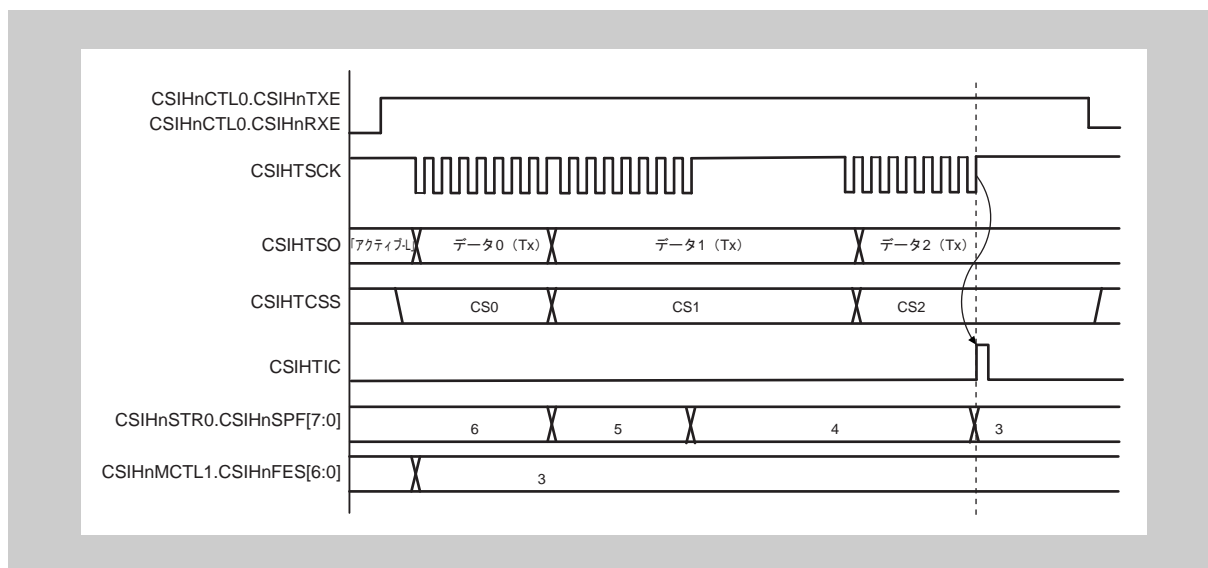 CSIHnCTL0.CSIHnTXE
CSIHnCTL0.CSIHnRXE
CSIHTSCK
CSIHTSO 「アクティブ-L」 データ0（Tx） データ1（Tx） データ2（Tx）
CSIHTCSS CS0 CS1 CS2
CSIHTIC
CSIHnSTR0.CSIHnSPF[7:0] 6 5 4 3
CSIHnMCTL1.CSIHnFES[6:0] 3